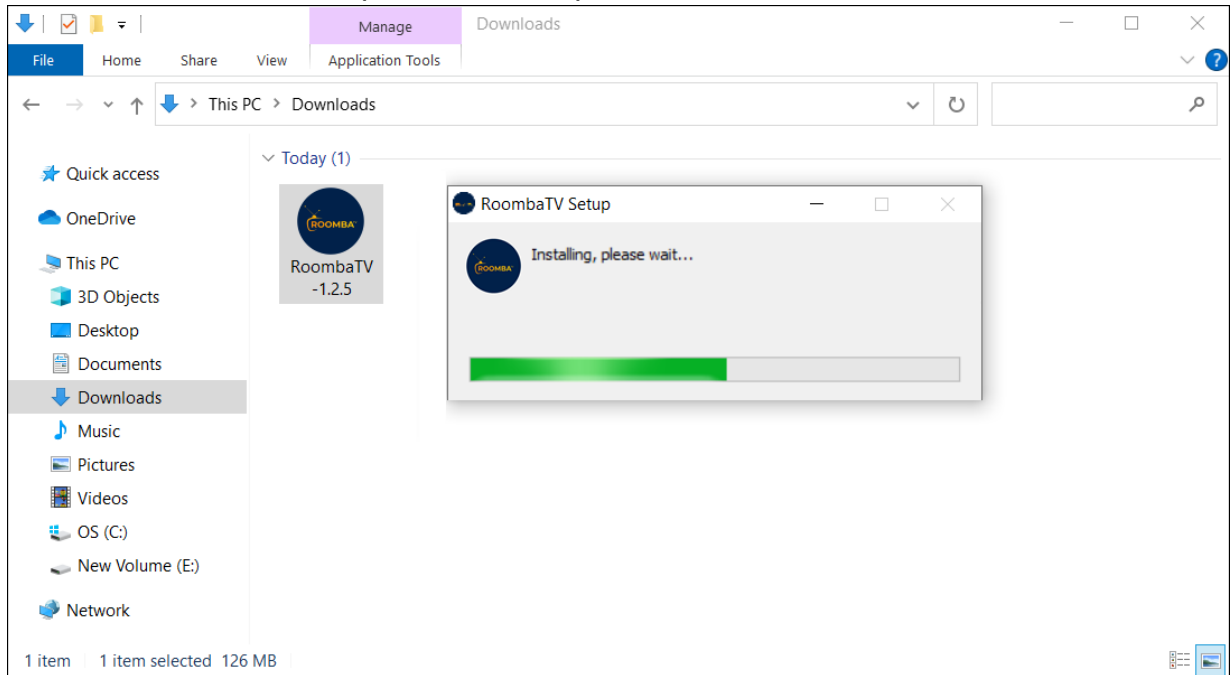 Manage
Downloads
File
Home
Share
View
Application Tools
This PC > Downloads
Quick access
OneDrive
This PC
3D Objects
Desktop
Documents
Downloads
Music
Pictures
Videos
OS (C:)
New Volume (E:)
Network
Today (1)
ROOMBA
RoombaTV
-1.2.5
RoombaTV Setup
ROOMBA
Installing, please wait...
1 item
1 item selected 126 MB